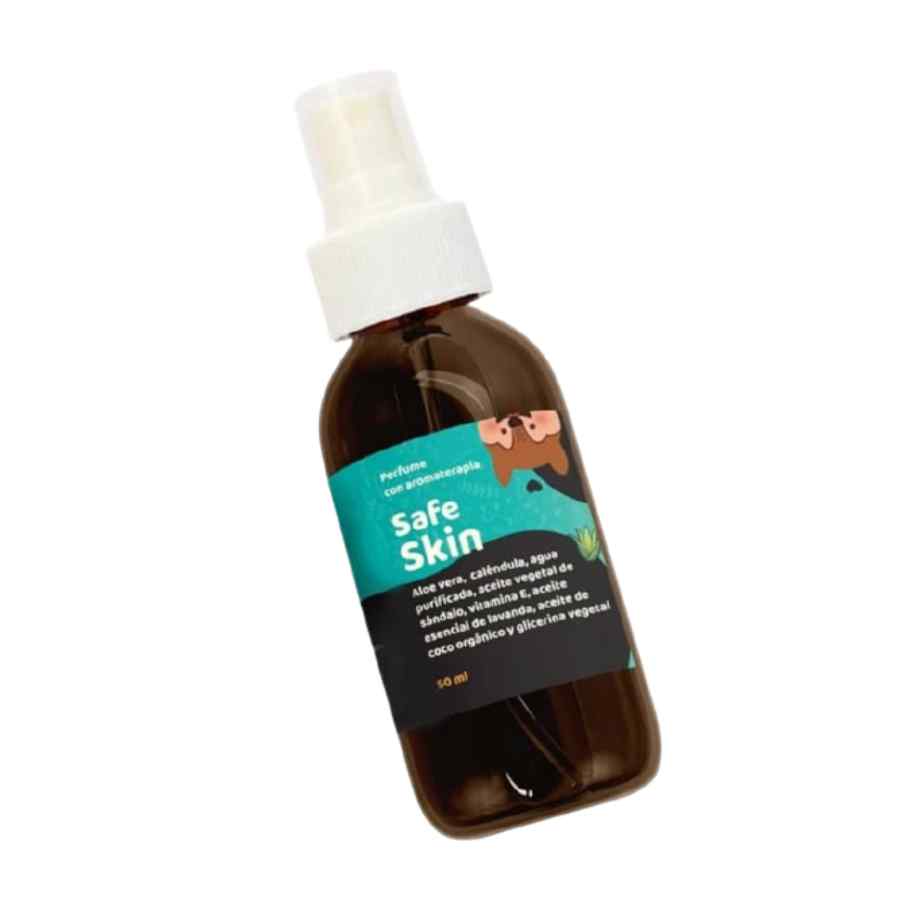 Perfume
con aromaterapia
Safe
Skin
Aloe vera, caléndula, agua
purificada, aceite vegetal de
sándalo, vitamina E, aceite
esencial de lavanda, aceite de
coco orgánico y glicerina vegetal
50 ml